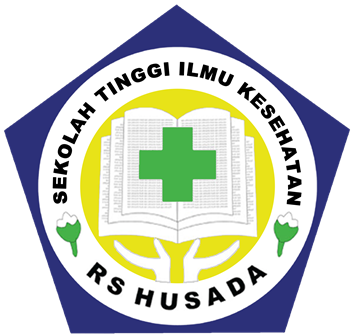 SEKOLAH TINGGI ILMU KESEHATAN
RS HUSADA